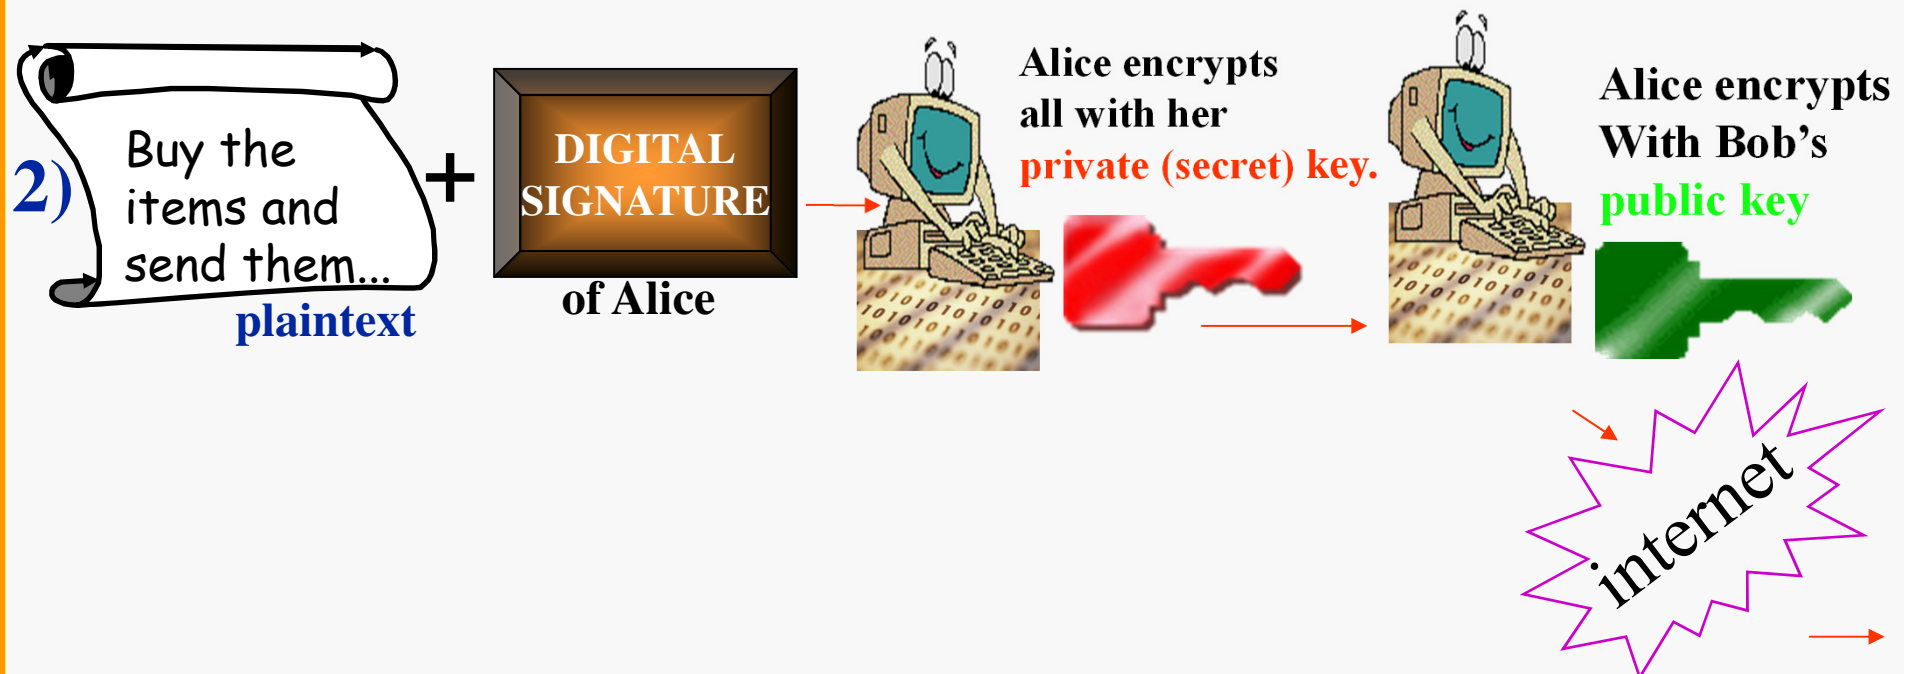 2)
Buy the
items and
send them...
plaintext
+
DIGITAL
SIGNATURE
of Alice
Alice encrypts
all with her
private (secret) key.
Alice encrypts
With Bob’s
public key
internet